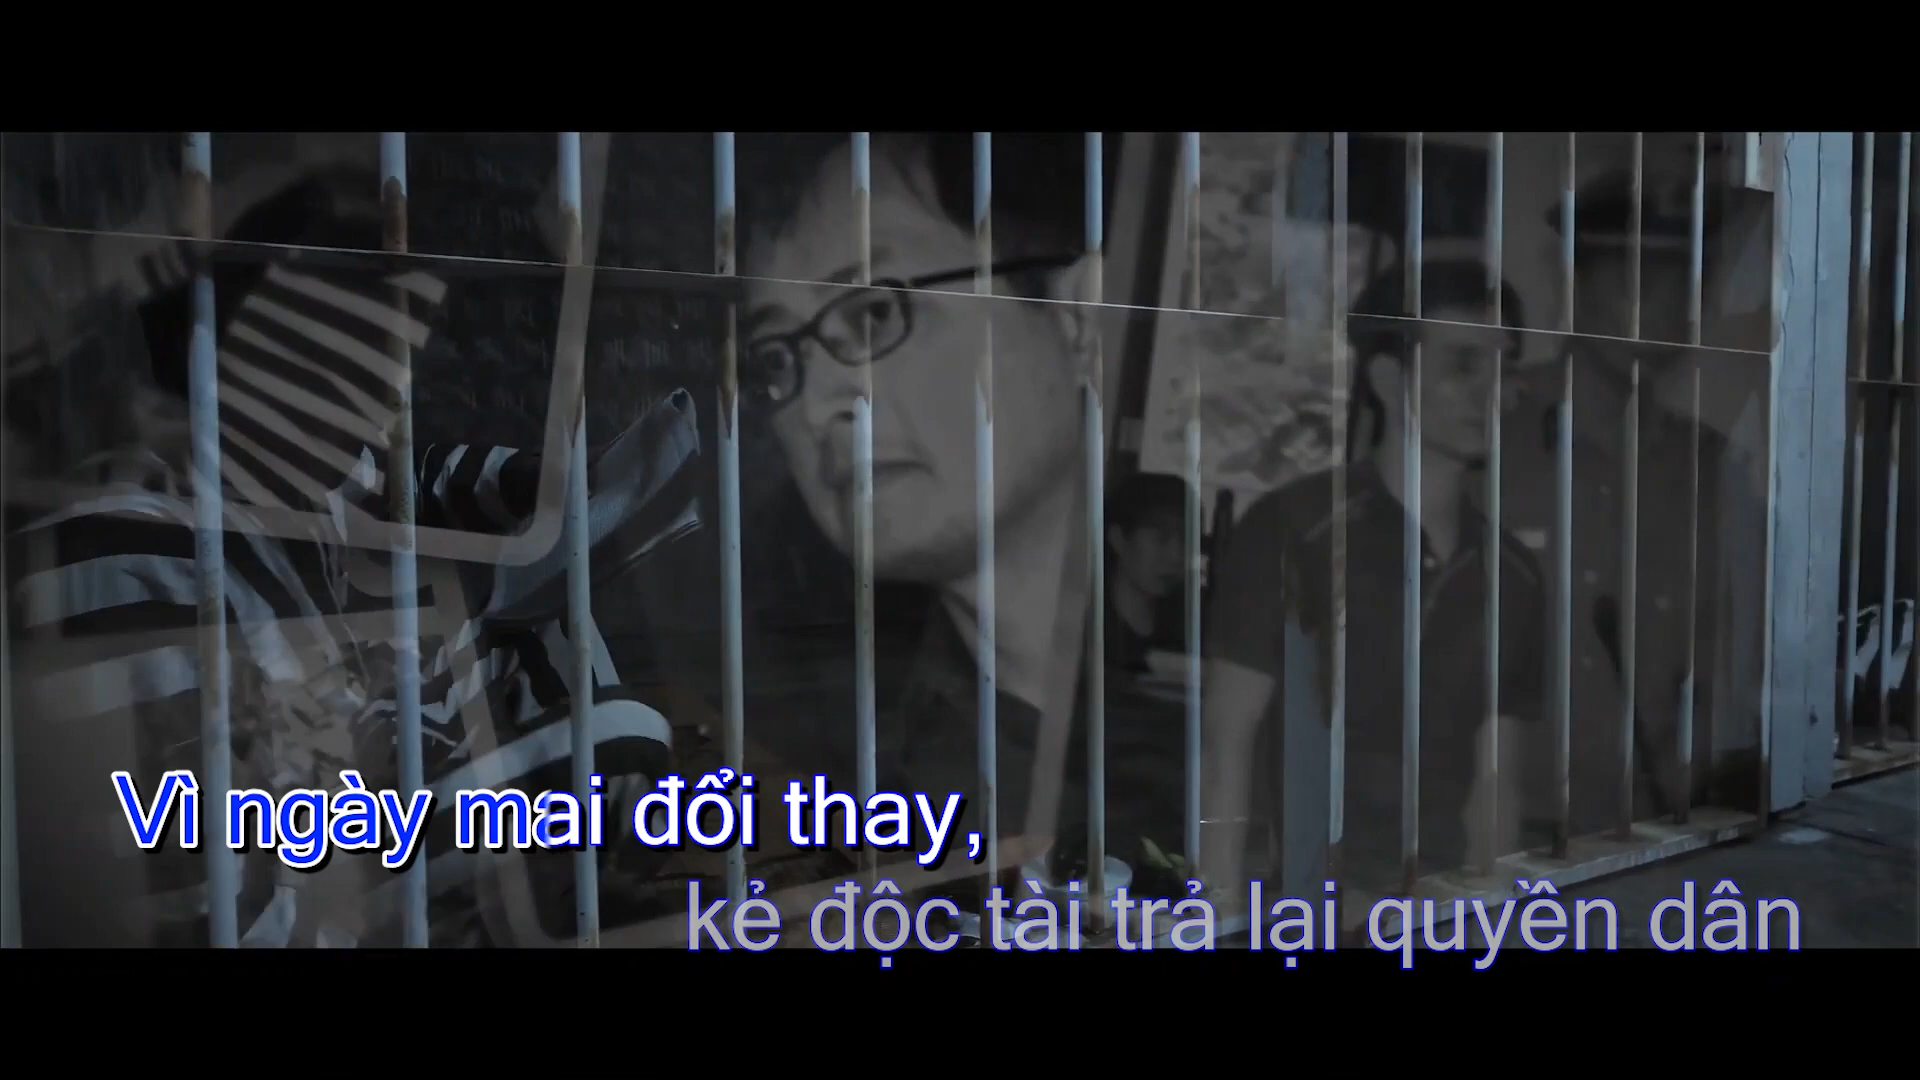 Vì ngày mai đổi thay,
kẻ độc tài trả lại quyền dân